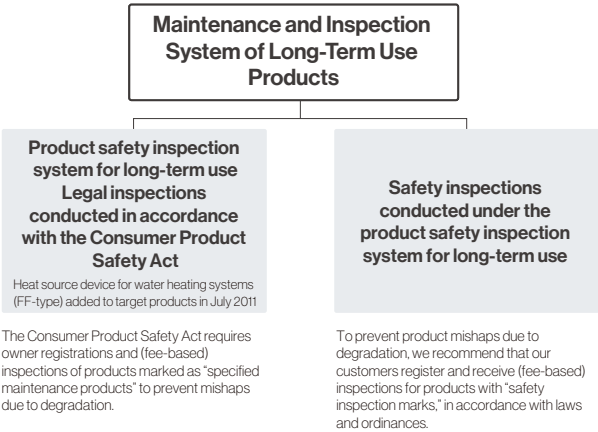 Maintenance and Inspection
System of Long-Term Use
Products
Product safety inspection
system for long-term use
Legal inspections
conducted in accordance
with the Consumer Product
Safety Act
Heat source device for water heating systems
(FF-type) added to target products in July 2011
The Consumer Product Safety Act requires
owner registrations and (fee-based)
inspections of products marked as “specified
maintenance products” to prevent mishaps
due to degradation.
Safety inspections
conducted under the
product safety inspection
system for long-term use
To prevent product mishaps due to
degradation, we recommend that our
customers register and receive (fee-based)
inspections for products with “safety
inspection marks,” in accordance with laws
and ordinances.